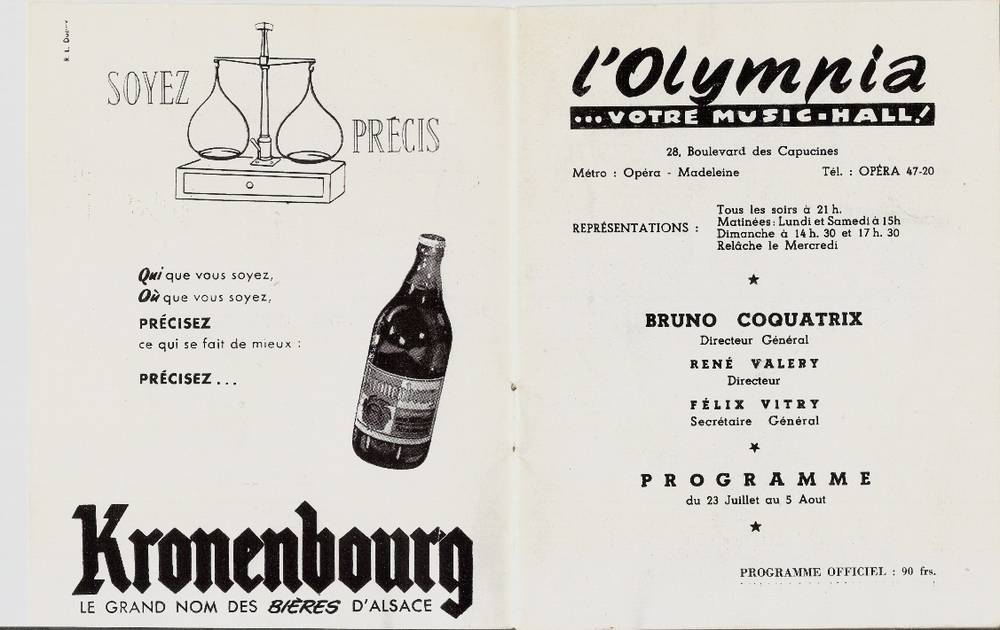 SOYEZ
PRÉCIS
Qui que vous soyez,
Où que vous soyez,
PRÉCISEZ
ce qui se fait de mieux :
PRÉCISEZ...
Kronenbourg
LE GRAND NOM DES BIÈRES D'ALSACE
l'Olympia
...VOTRE MUSIC-HALL!
28, Boulevard des Capucines
Métro : Opéra - Madeleine Tél. : OPÉRA 47-20
REPRÉSENTATIONS :
Tous les soirs à 21 h.
Matinées : Lundi et Samedi à 15h
Dimanche à 14 h. 30 et 17 h. 30
Relâche le Mercredi
BRUNO COQUATRIX
Directeur Général
RENÉ VALERY
Directeur
FÉLIX VITRY
Secrétaire Général
PROGRAMME
du 23 Juillet au 5 Aout
PROGRAMME OFFICIEL : 90 frs.